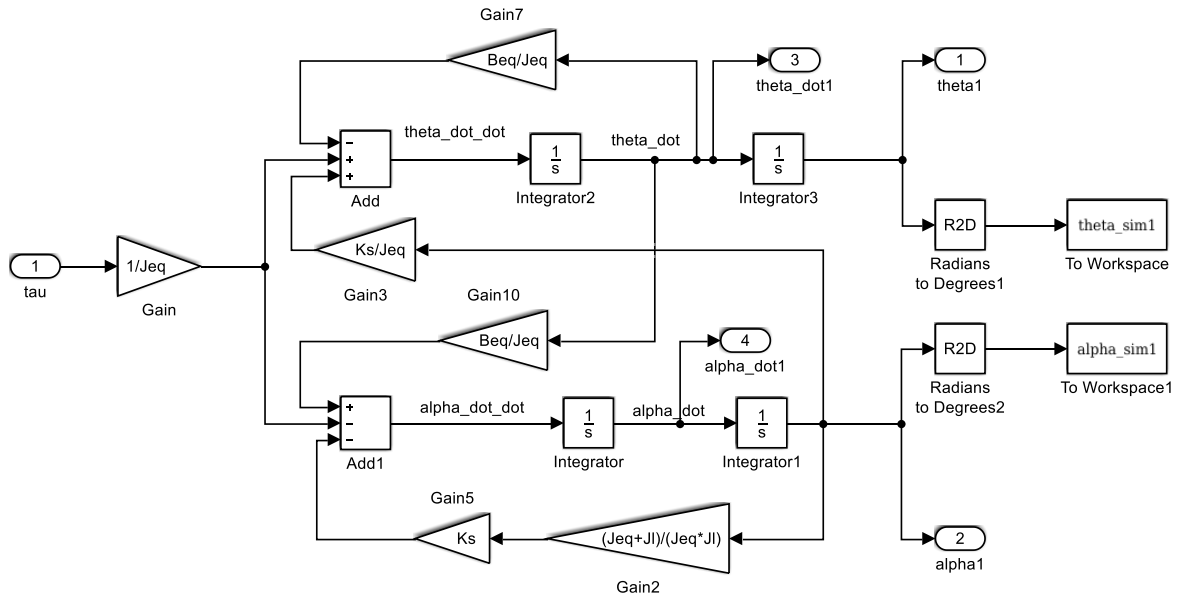 Gain7
Beq/Jeq
3
theta_dot1
1
theta1
theta_dot_dot
theta_dot
−
+
+
Add
1
s
Integrator2
1
s
Integrator3
R2D
Radians
to Degrees1
theta_sim1
To Workspace
Ks/Jeq
Gain3
1
tau
1/Jeq
Gain
Gain10
Beq/Jeq
4
alpha_dot1
R2D
Radians
to Degrees2
alpha_sim1
To Workspace1
+
−
−
Add1
alpha_dot_dot
1
s
Integrator
alpha_dot
1
s
Integrator1
Gain5
Ks
(Jeq+Jl)/(Jeq*Jl)
Gain2
2
alpha1